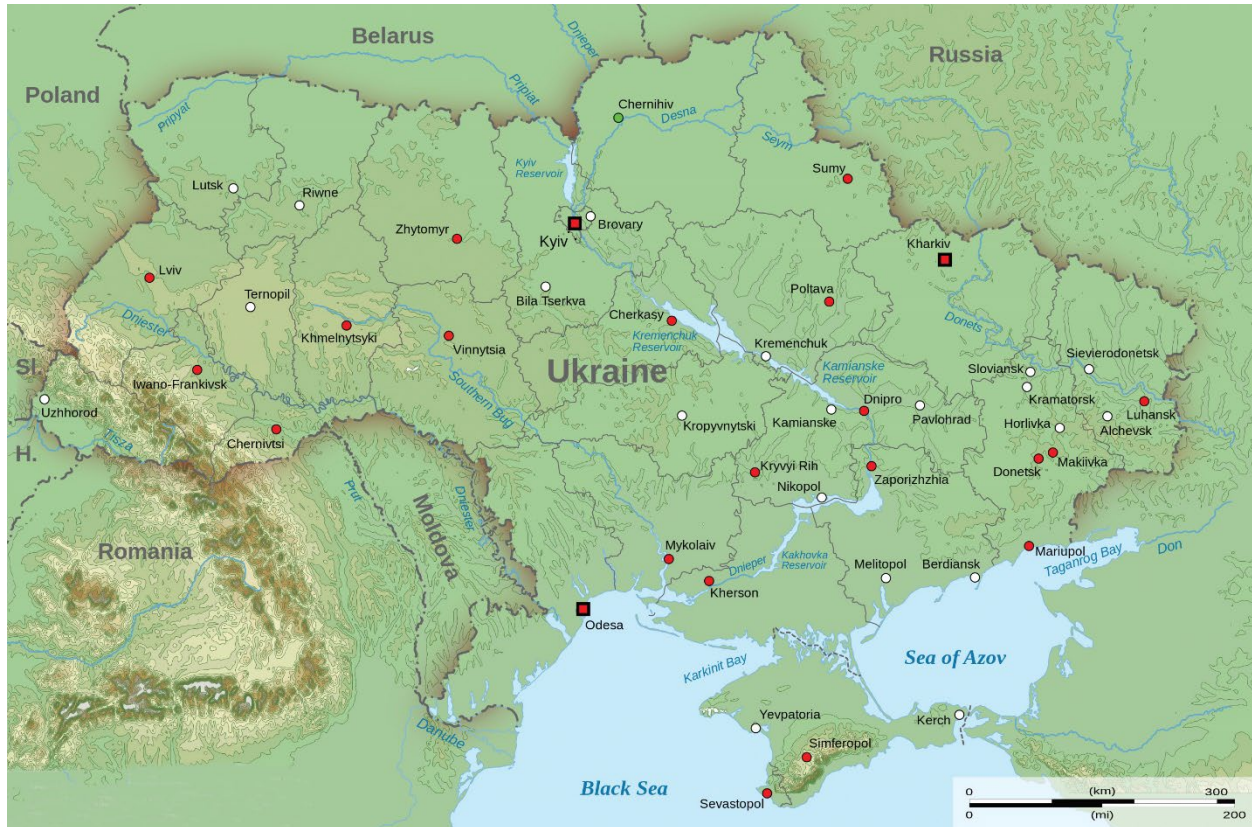 Belarus
Dnieper
Russia
Poland
Pripyat
Pripiat
Chernihiv
Desna
Seym
Kyiv
Reservoir
Sumy
Lutsk
Riwne
Zhytomyr
Brovary
Kyiv
Kharkiv
Lviv
Ternopil
Bila Tserkva
Poltava
Dniester
Khmelnytsyki
Vinnytsia
Cherkasy
Kremenchuk
Reservoir
Kremenchuk
Donets
Sievierodonetsk
Sl.
Iwano-Frankivsk
Ukraine
Kamianske
Reservoir
Sloviansk
Uzhhorod
Southern Bug
Dnipro
Kramatorsk
Luhansk
Chernivtsi
Kropyvnytski
Kamianske
Pavlohrad
Horlivka
Alchevsk
Tisza
H.
Kryvyi Rih
Zaporizhzhia
Donetsk
Makiivka
Prut
Dniester
Nikopol
Moldova
Romania
Mykolaiv
Dnieper
Kakhovka
Reservoir
Melitopol
Berdiansk
Mariupol
Taganrog Bay
Don
Kherson
Odesa
Karkinit Bay
Sea of Azov
Danube
Yevpatoria
Kerch
Simferopol
Black Sea
Sevastopol
0 (km) 300
0 (mi) 200